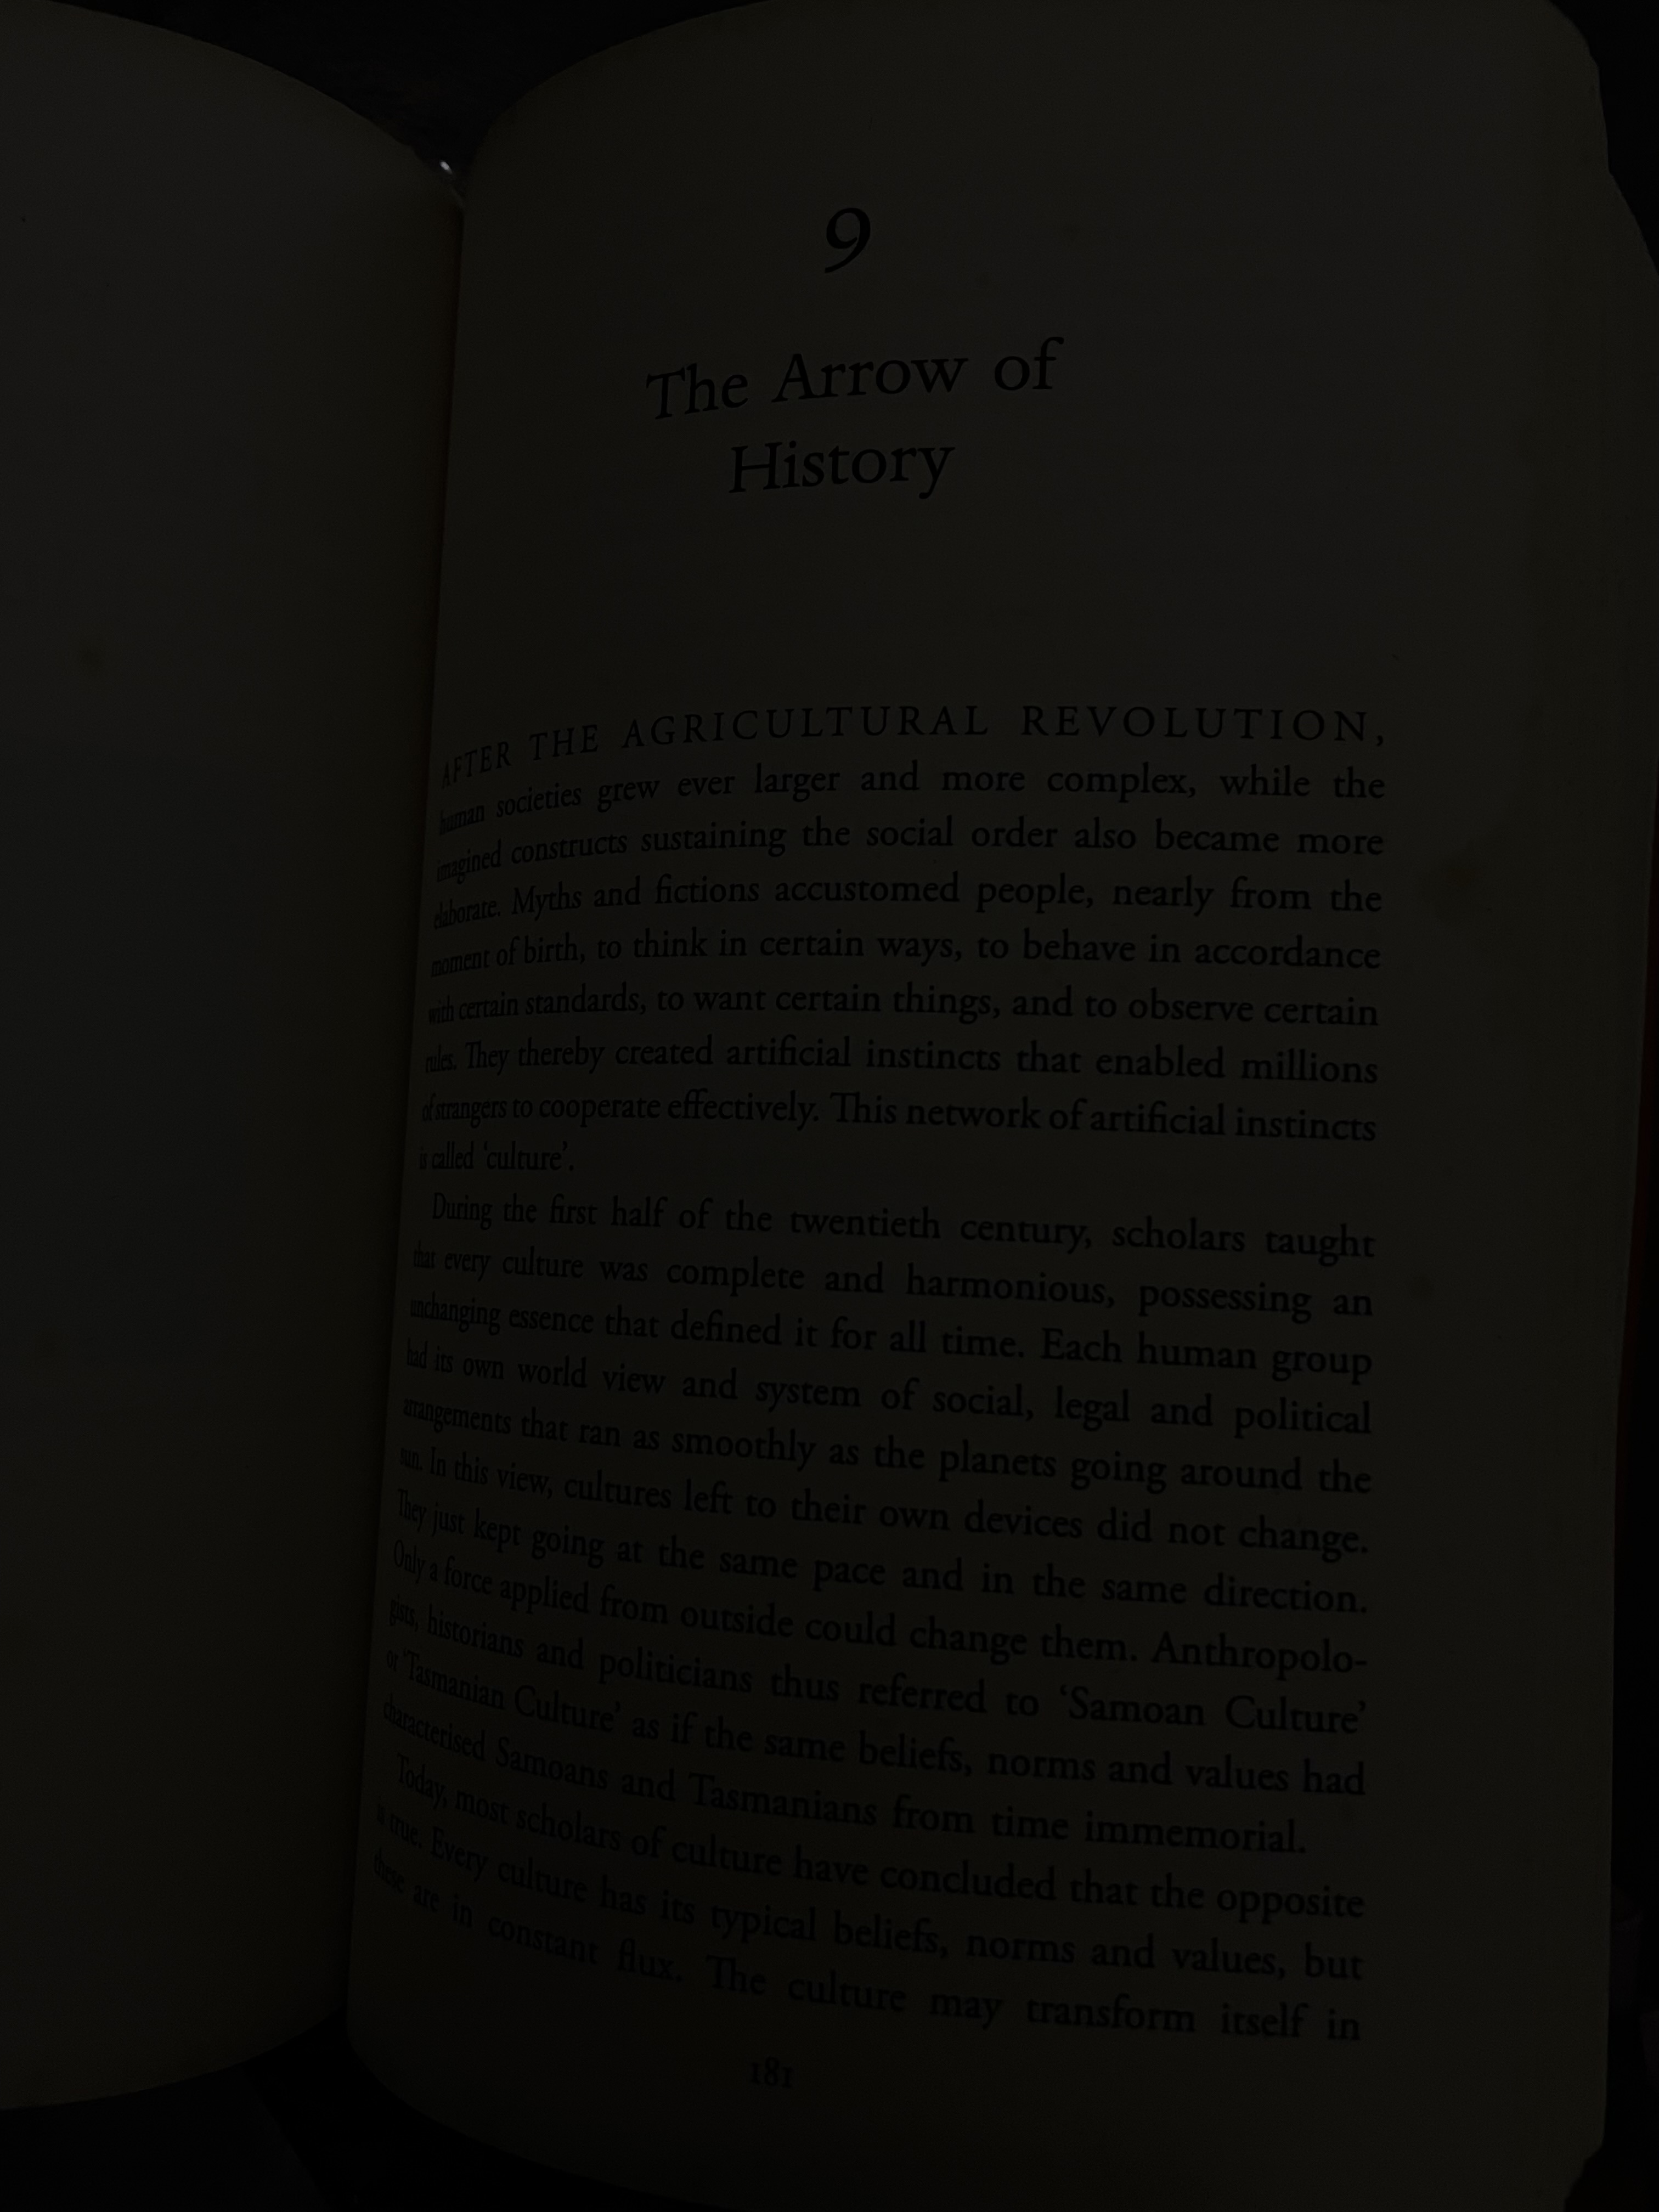 9
The Arrow of
History
AFTER THE AGRICULTURAL REVOLUTION,
human societies grew ever larger and more complex, while the
imagined constructs sustaining the social order also became more
elaborate. Myths and fictions accustomed people, nearly from the
moment of birth, to think in certain ways, to behave in accordance
with certain standards, to want certain things, and to observe certain
rules. They thereby created artificial instincts that enabled millions
of strangers to cooperate effectively. This network of artificial instincts
is called ‘culture’.
During the first half of the twentieth century, scholars taught
that every culture was complete and harmonious, possessing an
unchanging essence that defined it for all time. Each human group
had its own world view and system of social, legal and political
arrangements that ran as smoothly as the planets going around the
sun. In this view, cultures left to their own devices did not change.
They just kept going at the same pace and in the same direction.
Only a force applied from outside could change them. Anthropolo-
gists, historians and politicians thus referred to ‘Samoan Culture’
or ‘Tasmanian Culture’ as if the same beliefs, norms and values had
characterised Samoans and Tasmanians from time immemorial.
Today, most scholars of culture have concluded that the opposite
is true. Every culture has its typical beliefs, norms and values, but
these are in constant flux. The culture may transform itself in
181